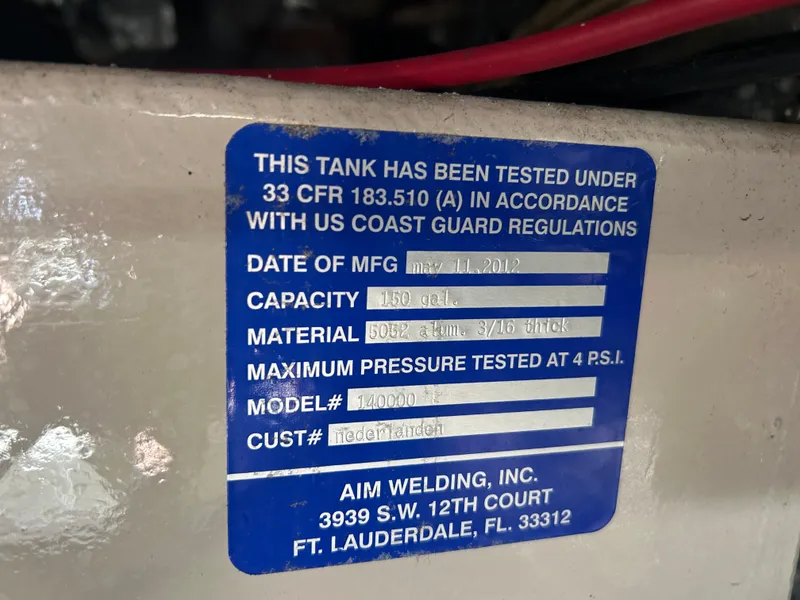 THIS TANK HAS BEEN TESTED UNDER
33 CFR 183.510 (A) IN ACCORDANCE
WITH US COAST GUARD REGULATIONS
DATE OF MFG may 11,2012
CAPACITY 150 gal.
MATERIAL 5052 alum. 3/16 thick
MAXIMUM PRESSURE TESTED AT 4 P.S.I.
MODEL# 140000
CUST# nederlanden
AIM WELDING, INC.
3939 S.W. 12TH COURT
FT. LAUDERDALE, FL. 33312